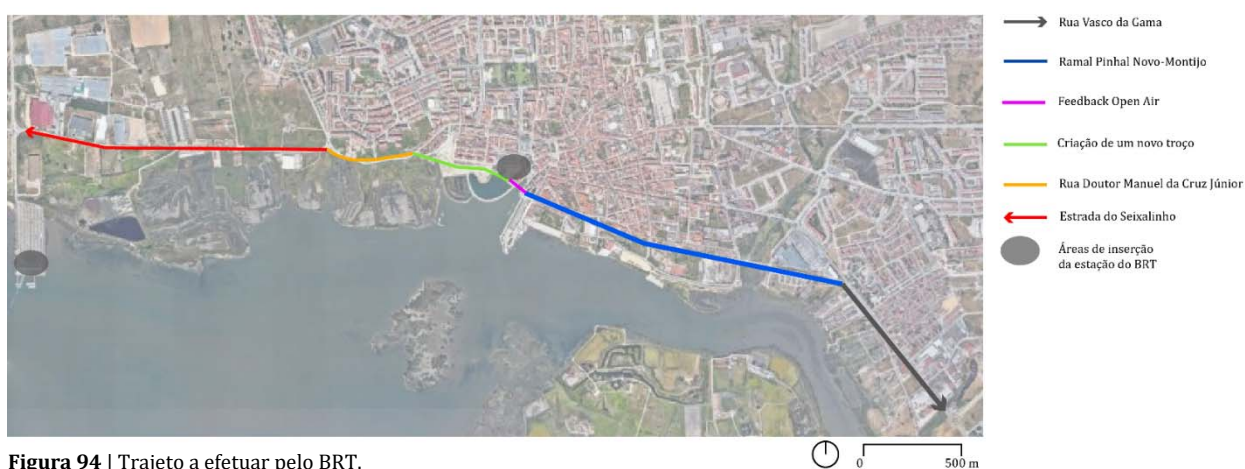 Rua Vasco da Gama
Ramal Pinhal Novo-Montijo
Feedback Open Air
Criação de um novo troço
Rua Doutor Manuel da Cruz Júnior
Estrada do Seixalinho
Áreas de inserção
da estação do BRT
0 500 m
Figura 94 | Trajeto a efetuar pelo BRT.